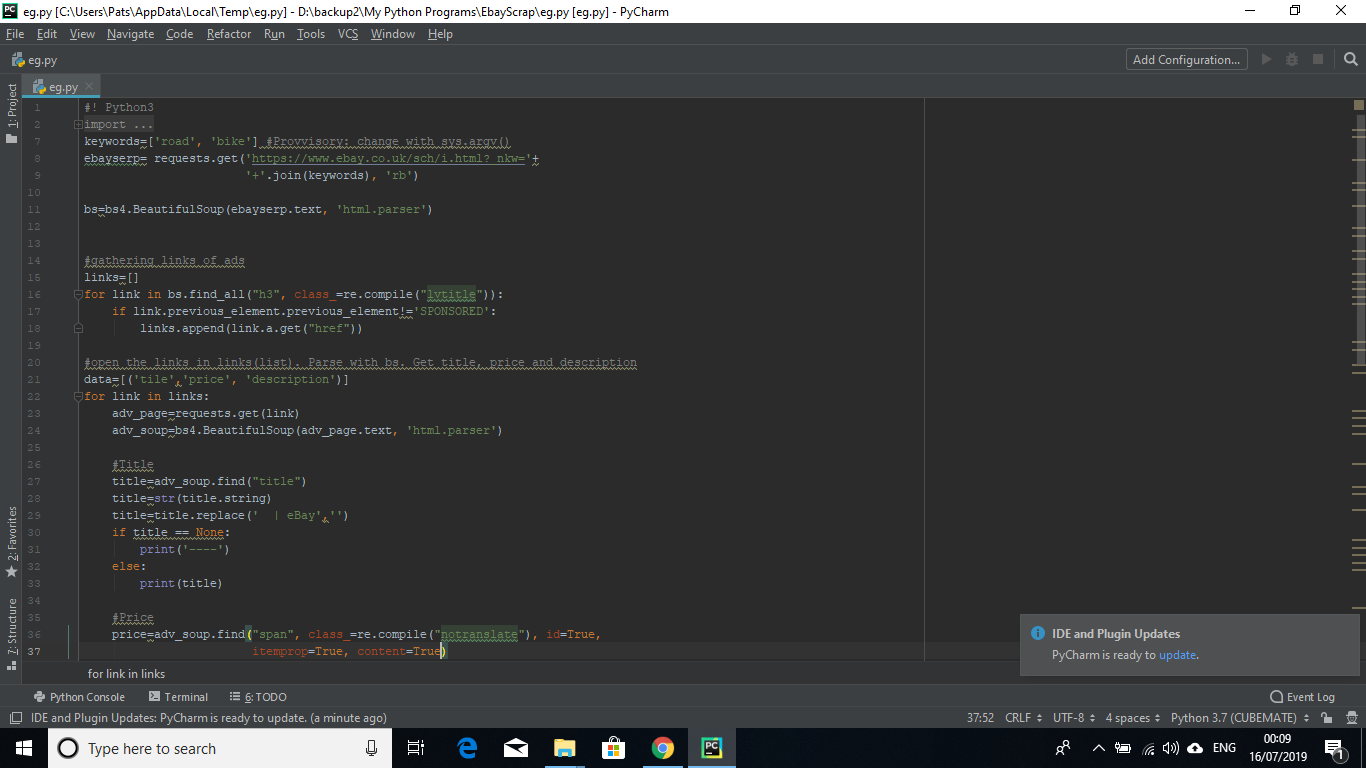 eg.py [C:\Users\Pats\AppData\Local\Temp\eg.py] - D:\backup2\My Python Programs\EbayScrap\eg.py [eg.py] - PyCharm
File Edit View Navigate Code Refactor Run Tools VCS Window Help
eg.py
Add Configuration...
eg.py
1: Project
2: Favorites
7: Structure
1 #! Python3
2 import ...
7 keywords=['road', 'bike'] #Provvisory: change with sys.argv()
8 ebayserp= requests.get('https://www.ebay.co.uk/sch/i.html?_nkw='+
9 '+'.join(keywords), 'rb')
10
11 bs=bs4.BeautifulSoup(ebayserp.text, 'html.parser')
12
13
14 #gathering links of ads
15 links=[]
16 for link in bs.find_all("h3", class_=re.compile("lvtitle")):
17 if link.previous_element.previous_element!='SPONSORED':
18 links.append(link.a.get("href"))
19
20 #open the links in links(list). Parse with bs. Get title, price and description
21 data=[('tile','price', 'description')]
22 for link in links:
23 adv_page=requests.get(link)
24 adv_soup=bs4.BeautifulSoup(adv_page.text, 'html.parser')
25
26 #Title
27 title=adv_soup.find("title")
28 title=str(title.string)
29 title=title.replace('  | eBay','')
30 if title == None:
31 print('----')
32 else:
33 print(title)
34
35 #Price
36 price=adv_soup.find("span", class_=re.compile("notranslate"), id=True,
37 itemprop=True, content=True)
IDE and Plugin Updates
PyCharm is ready to update.
for link in links
Python Console Terminal 6: TODO Event Log
IDE and Plugin Updates: PyCharm is ready to update. (a minute ago) 37:52 CRLF UTF-8 4 spaces Python 3.7 (CUBEMATE)
Type here to search
ENG
00:09
16/07/2019
1